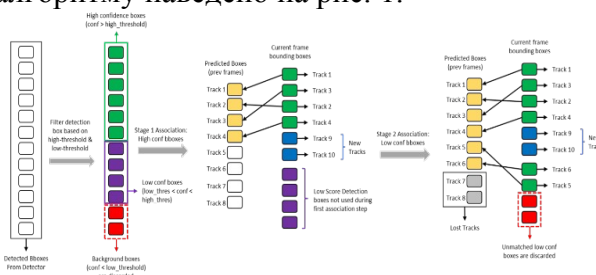 алгоритму наведено на рис. 1.
High confidence boxes
(conf > high_threshold)
Filter detection
box based on
high-threshold &
low-threshold
Low conf boxes
(low_thres < conf <
high_thres)
Detected Bboxes
From Detector
Background boxes
(conf < low_threshold)
Stage 1 Association:
High conf bboxes
Predicted Boxes
(prev frames)
Track 1
Track 2
Track 3
Track 4
Track 5
Track 6
Track 7
Track 8
Current frame
bounding boxes
Track 1
Track 3
Track 2
Track 4
Track 9
Track 10
New
Tracks
Low Score Detection
boxes not used during
first association step
Stage 2 Association:
Low conf bboxes
Predicted Boxes
(prev frames)
Track 1
Track 2
Track 3
Track 4
Track 5
Track 6
Track 7
Track 8
Lost Tracks
Current frame
bounding boxes
Track 1
Track 3
Track 2
Track 4
Track 9
Track 10
Track 6
Track 5
Unmatched low conf
boxes are discarded